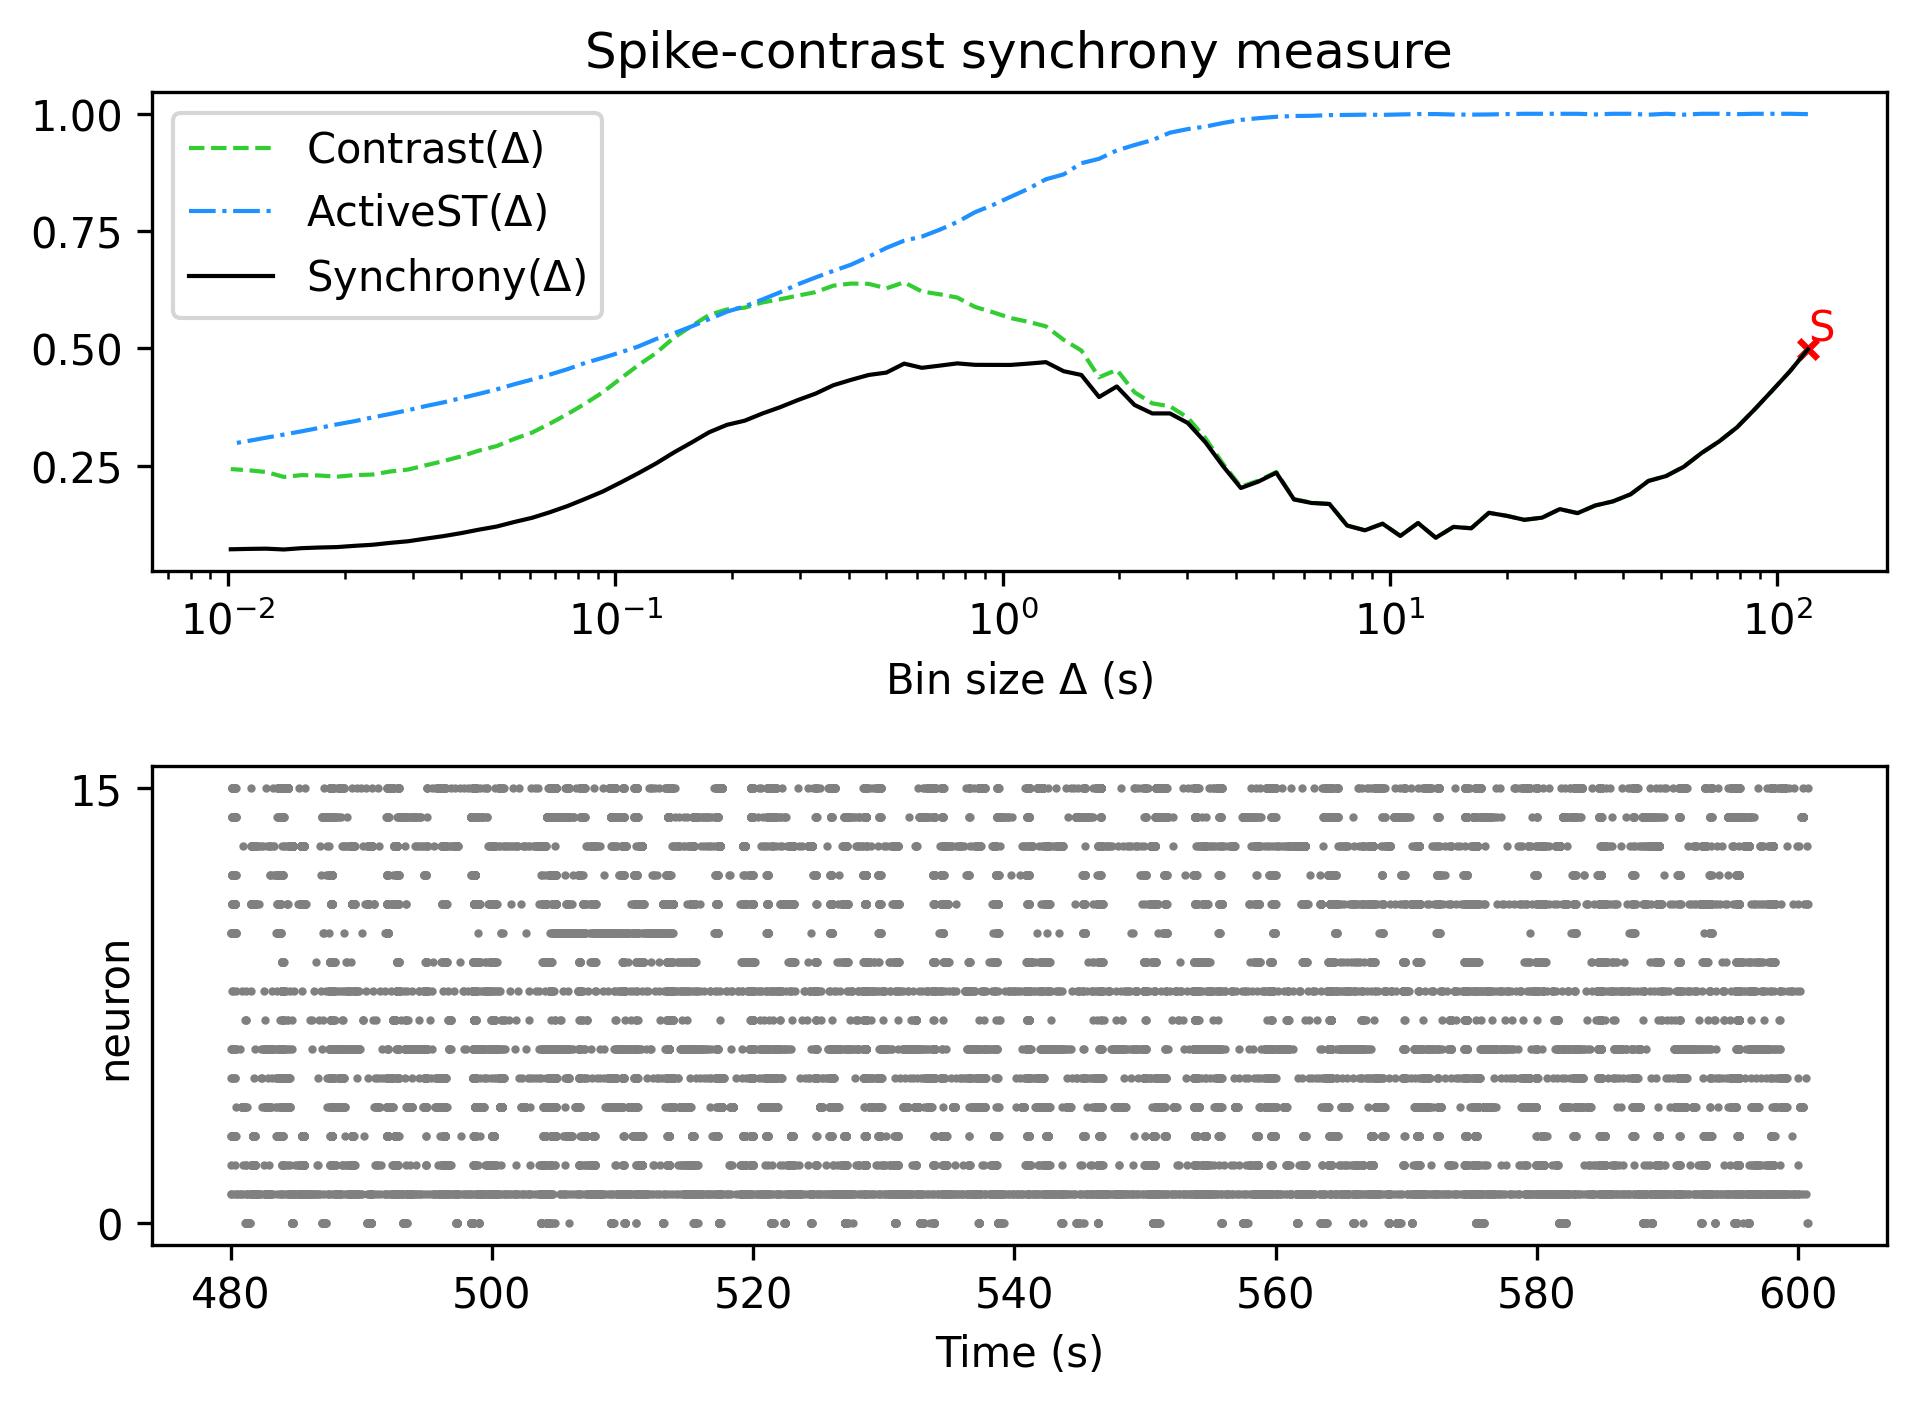 Spike-contrast synchrony measure
1.00
0.75
0.50
0.25
Contrast(Δ)
ActiveST(Δ)
Synchrony(Δ)
S
10⁻² 10⁻¹ 10⁰ 10¹ 10²
Bin size Δ (s)
15
0
neuron
480 500 520 540 560 580 600
Time (s)